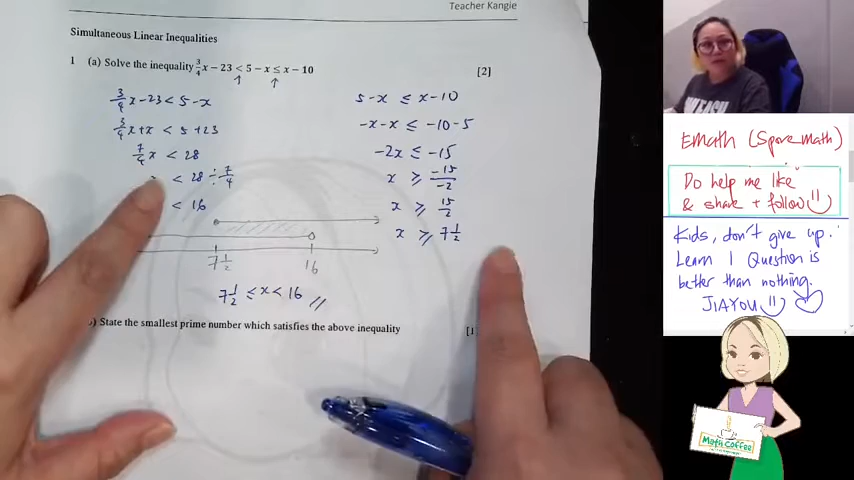 Teacher Kangie
Simultaneous Linear Inequalities
1 (a) Solve the inequality 3/4 x − 23 < 5 − x ≤ x − 10 [2]
↑ ↑
3/4 x − 23 < 5 − x
3/4 x + x < 5 + 23
7/4 x < 28
< 28 ÷ 7/4
< 16
5 − x ≤ x − 10
−x − x ≤ −10 − 5
−2x ≤ −15
x ≥ −15/−2
x ≥ 15/2
x ≥ 7 1/2
7 1/2 16
7 1/2 ≤ x < 16 //
) State the smallest prime number which satisfies the above inequality [1
EMath (Spore math)
Do help me like
& share + follow
Kids, don't give up.
Learn 1 Question is
better than nothing.
JIAYOU
Math Coffee